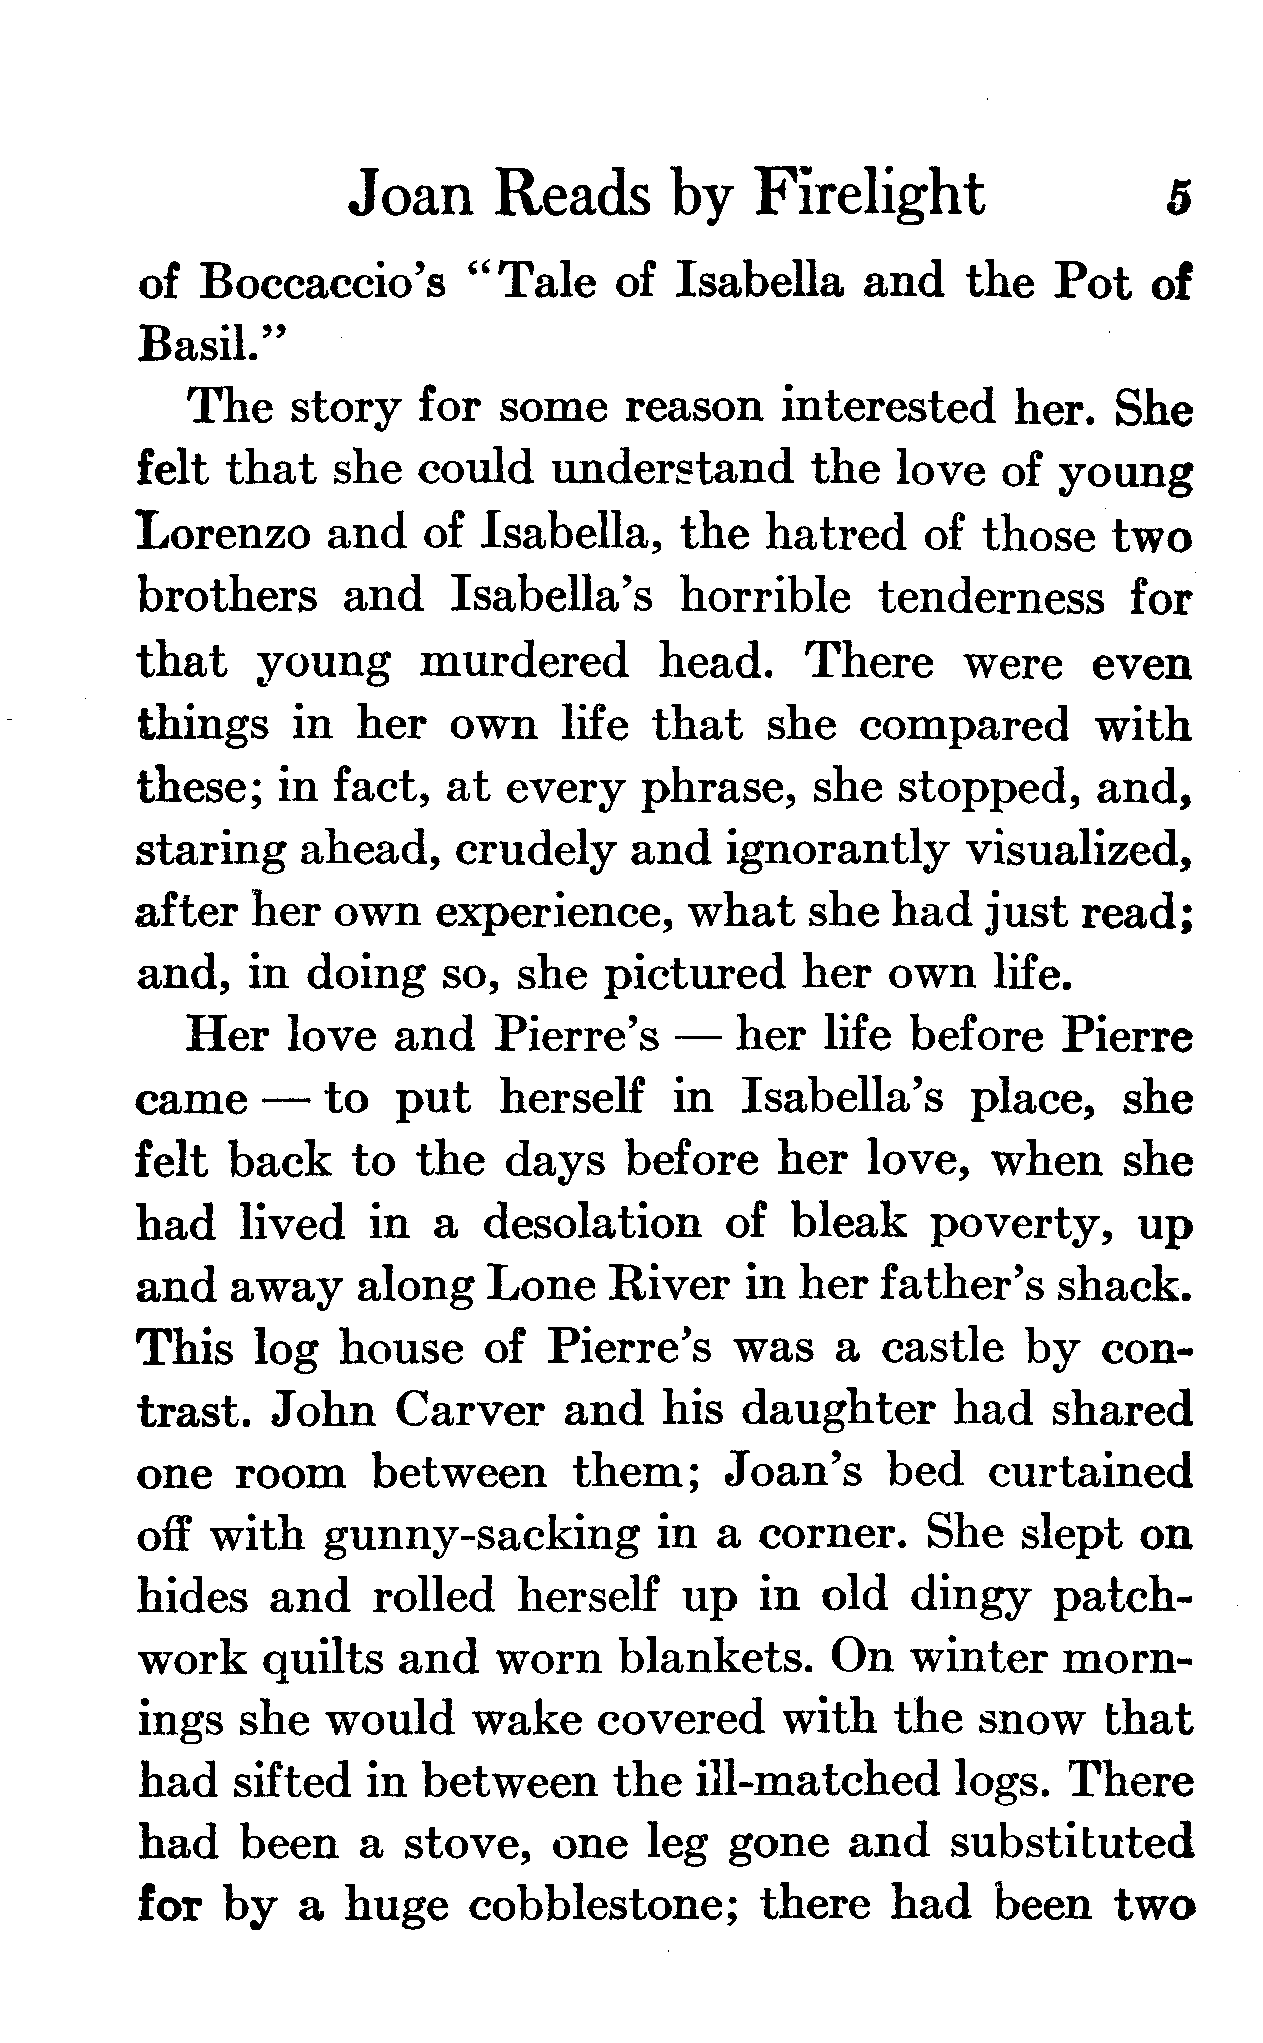 Joan Reads by Firelight 5
of Boccaccio's "Tale of Isabella and the Pot of
Basil."
The story for some reason interested her. She
felt that she could understand the love of young
Lorenzo and of Isabella, the hatred of those two
brothers and Isabella's horrible tenderness for
that young murdered head. There were even
things in her own life that she compared with
these; in fact, at every phrase, she stopped, and,
staring ahead, crudely and ignorantly visualized,
after her own experience, what she had just read;
and, in doing so, she pictured her own life.
Her love and Pierre's — her life before Pierre
came — to put herself in Isabella's place, she
felt back to the days before her love, when she
had lived in a desolation of bleak poverty, up
and away along Lone River in her father's shack.
This log house of Pierre's was a castle by con-
trast. John Carver and his daughter had shared
one room between them; Joan's bed curtained
off with gunny-sacking in a corner. She slept on
hides and rolled herself up in old dingy patch-
work quilts and worn blankets. On winter morn-
ings she would wake covered with the snow that
had sifted in between the ill-matched logs. There
had been a stove, one leg gone and substituted
for by a huge cobblestone; there had been two